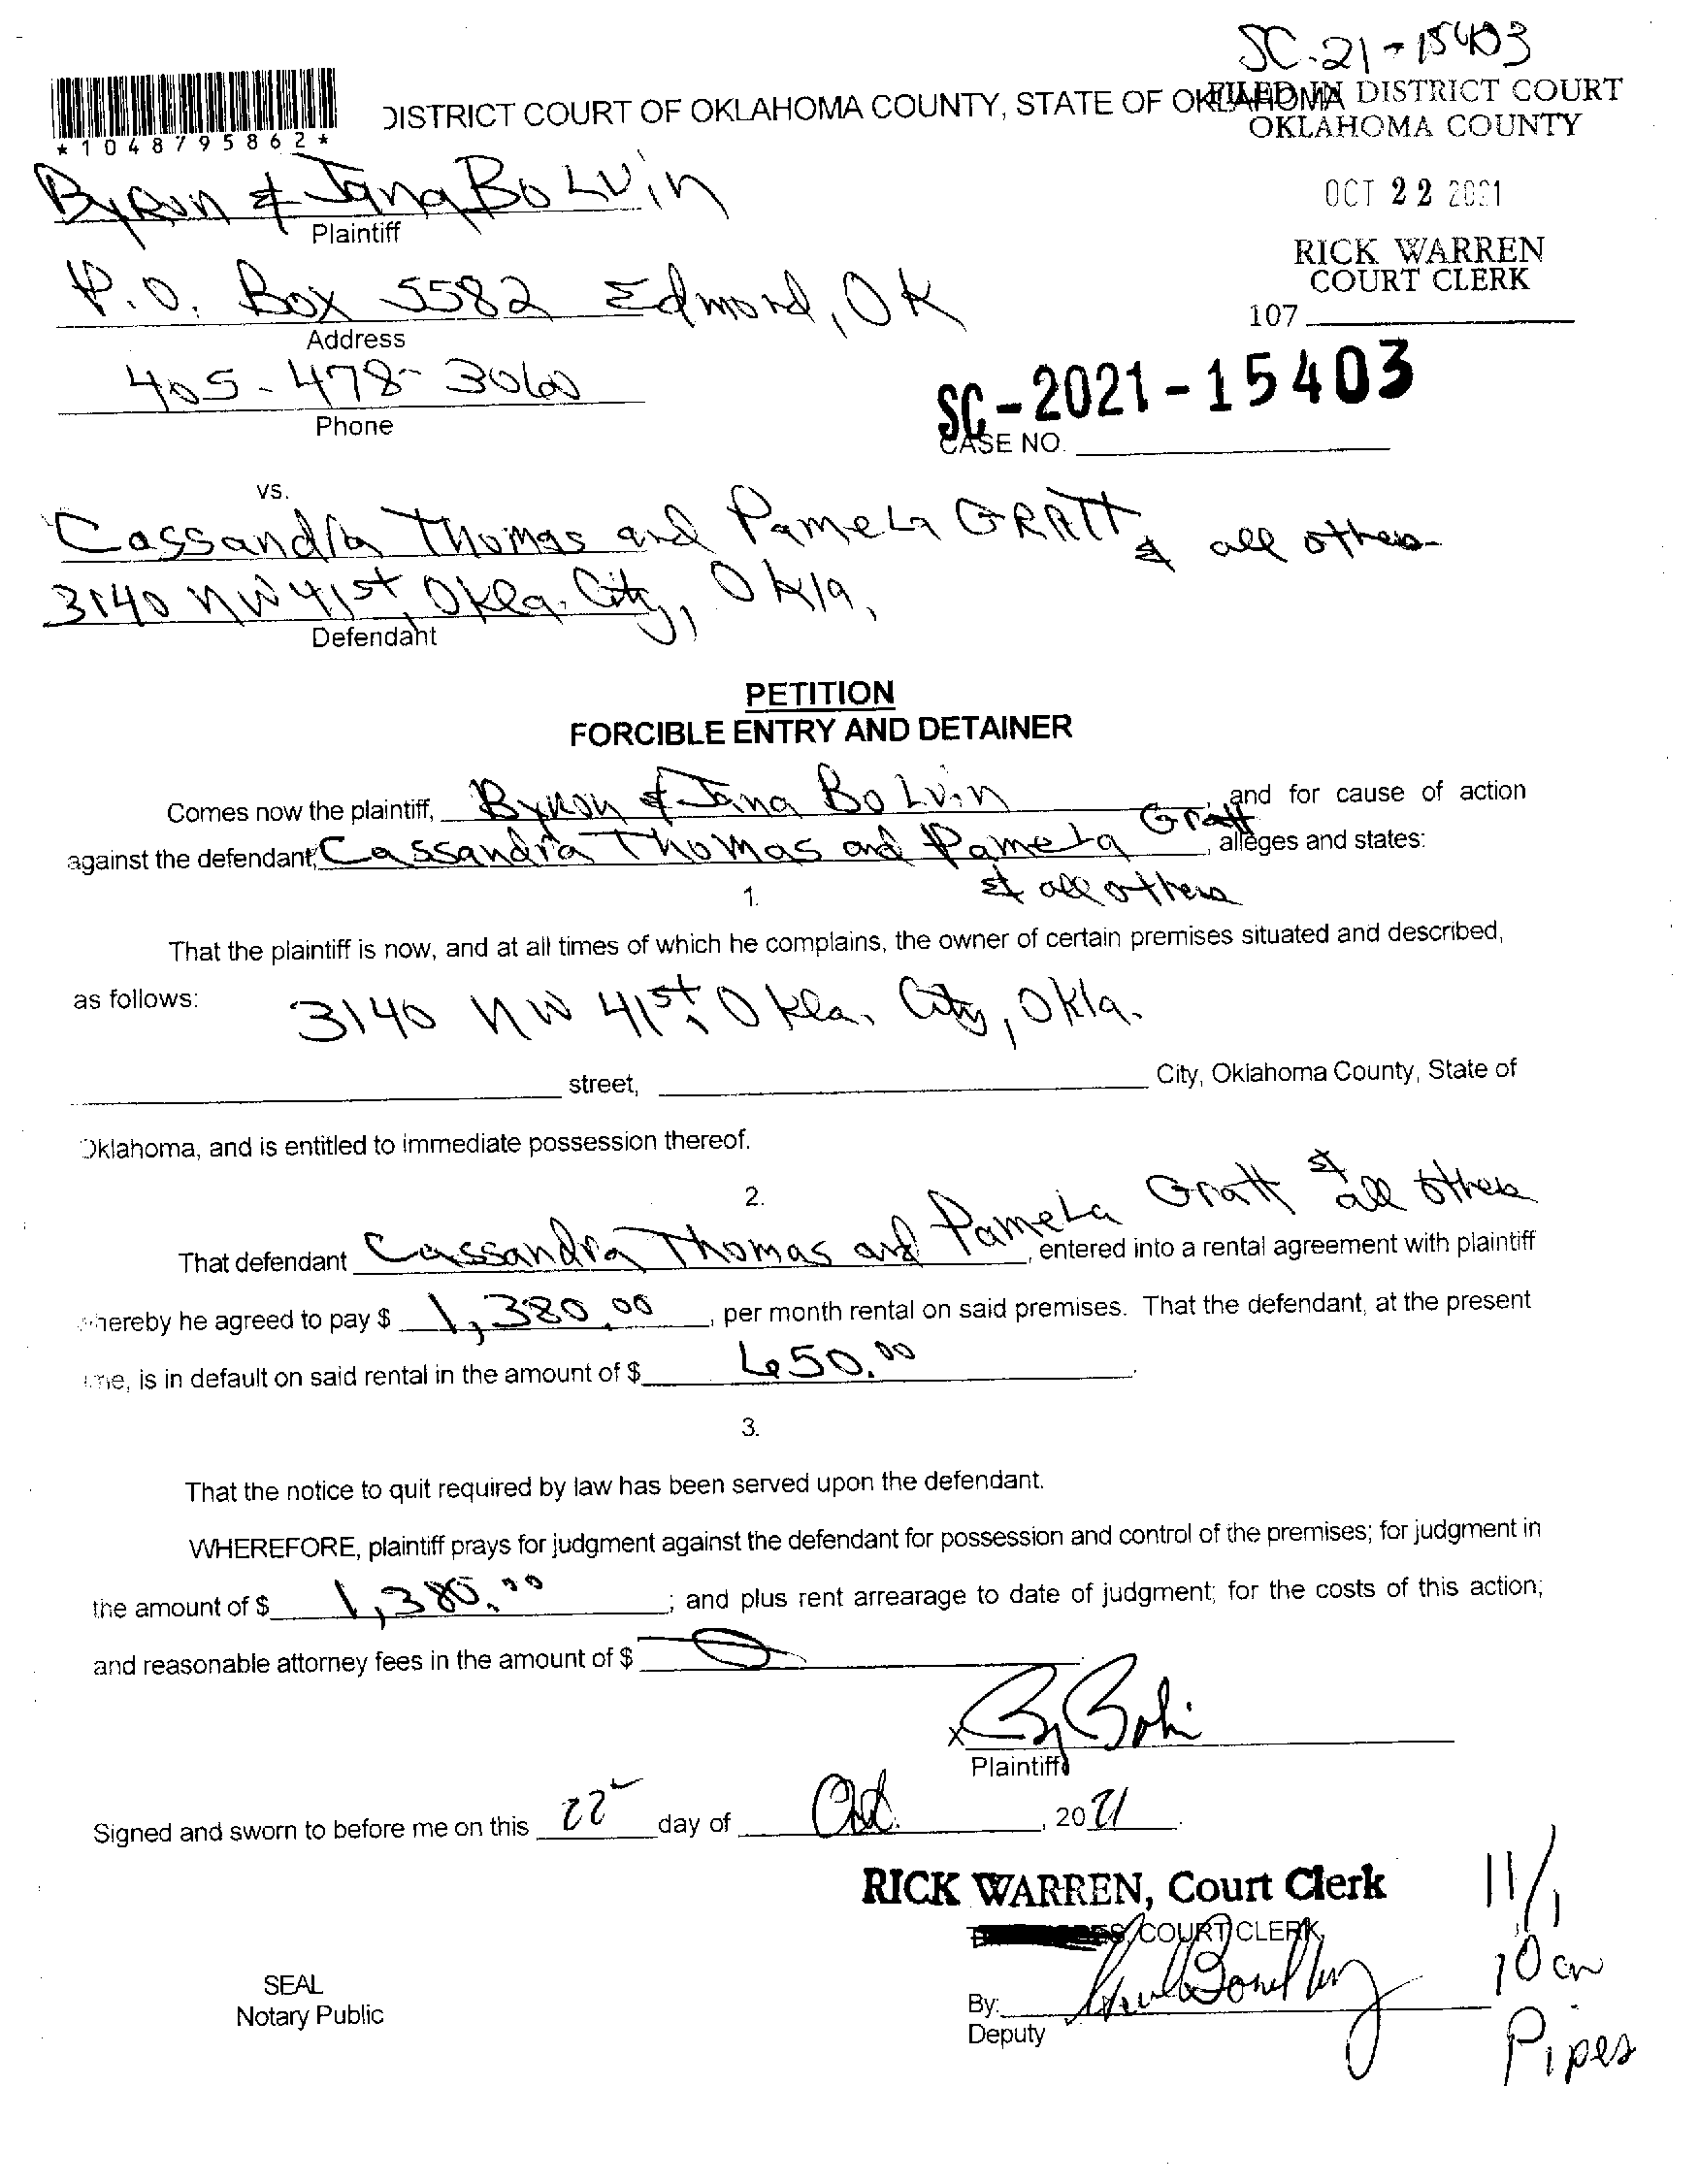 SC-21-15403
DISTRICT COURT OF OKLAHOMA COUNTY, STATE OF OKLAHOMA
FILED IN DISTRICT COURT
OKLAHOMA COUNTY
*1048795862*
OCT 22 2021
Byron & Jana Bolvin
Plaintiff
RICK WARREN
COURT CLERK
P.O. Box 5582 Edmond, OK
Address
107
405-478-3060
Phone
SC-2021-15403
CASE NO.
vs.
Cassandra Thomas and Pamela GRATT & all others
3140 NW 41st, Okla. City, Okla,
Defendant
PETITION
FORCIBLE ENTRY AND DETAINER
Comes now the plaintiff, Byron & Jana Bolvin, and for cause of action
against the defendant, Cassandra Thomas and Pamela Gratt, alleges and states:
& all others
1.
That the plaintiff is now, and at all times of which he complains, the owner of certain premises situated and described,
as follows: 3140 NW 41st, Okla. City, Okla.
street, City, Oklahoma County, State of
Oklahoma, and is entitled to immediate possession thereof.
2.
That defendant Cassandra Thomas and Pamela Gratt & all others, entered into a rental agreement with plaintiff
hereby he agreed to pay $ 1,380.00, per month rental on said premises. That the defendant, at the present
me, is in default on said rental in the amount of $ 650.00.
3.
That the notice to quit required by law has been served upon the defendant.
WHEREFORE, plaintiff prays for judgment against the defendant for possession and control of the premises; for judgment in
the amount of $ 1,380.00; and plus rent arrearage to date of judgment; for the costs of this action;
and reasonable attorney fees in the amount of $
X
Plaintiff
Signed and sworn to before me on this 22 day of Oct., 2021.
RICK WARREN, Court Clerk
COURT CLERK
11/1
10 am
Pipes
SEAL
Notary Public
By:
Deputy